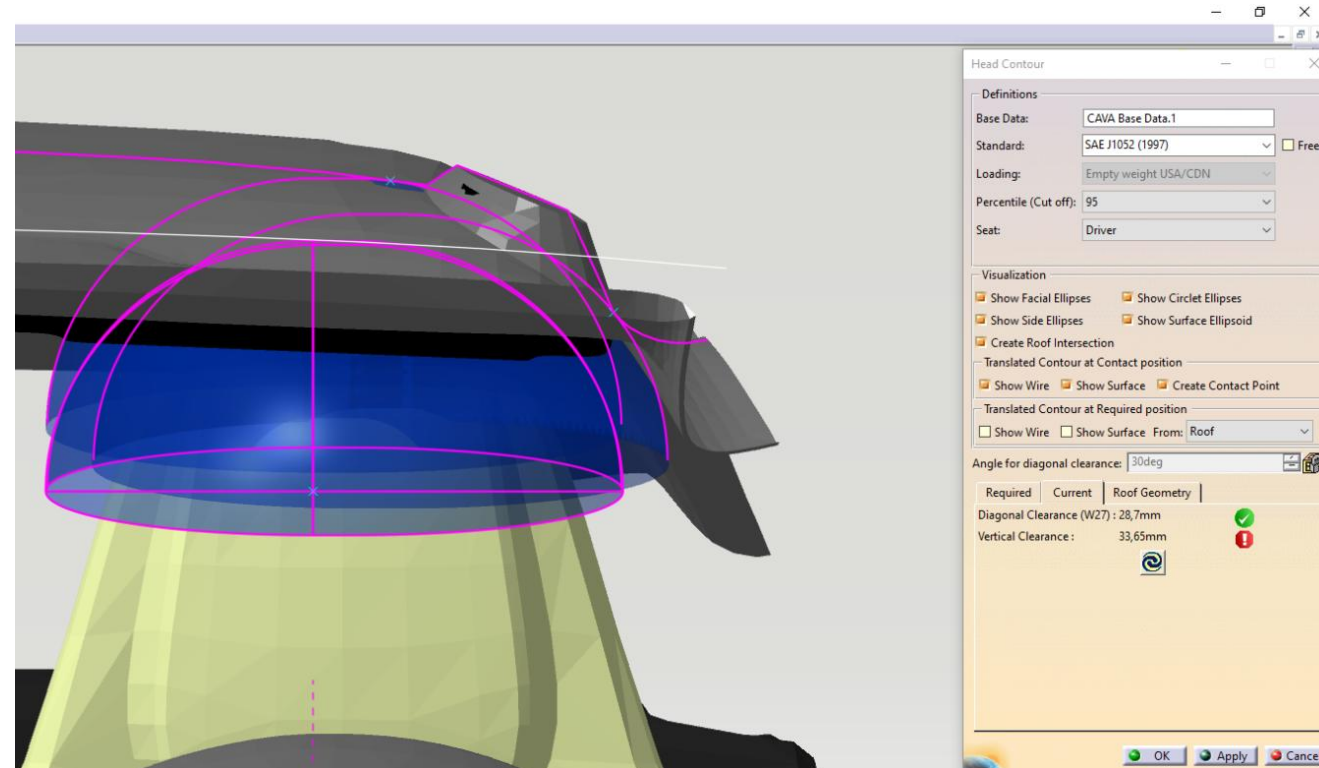 Head Contour
Definitions
Base Data: CAVA Base Data.1
Standard: SAE J1052 (1997) Free
Loading: Empty weight USA/CDN
Percentile (Cut off): 95
Seat: Driver
Visualization
Show Facial Ellipses Show Circlet Ellipses
Show Side Ellipses Show Surface Ellipsoid
Create Roof Intersection
Translated Contour at Contact position
Show Wire Show Surface Create Contact Point
Translated Contour at Required position
Show Wire Show Surface From: Roof
Angle for diagonal clearance: 30deg
Required Current Roof Geometry
Diagonal Clearance (W27) : 28,7mm
Vertical Clearance : 33,65mm
OK Apply Cance